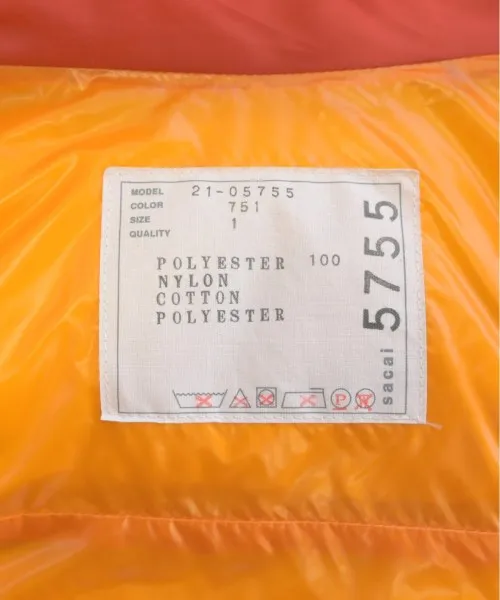 MODEL 21-05755
COLOR 751
SIZE 1
QUALITY
POLYESTER 100
NYLON
COTTON
POLYESTER
sacai 5755
P